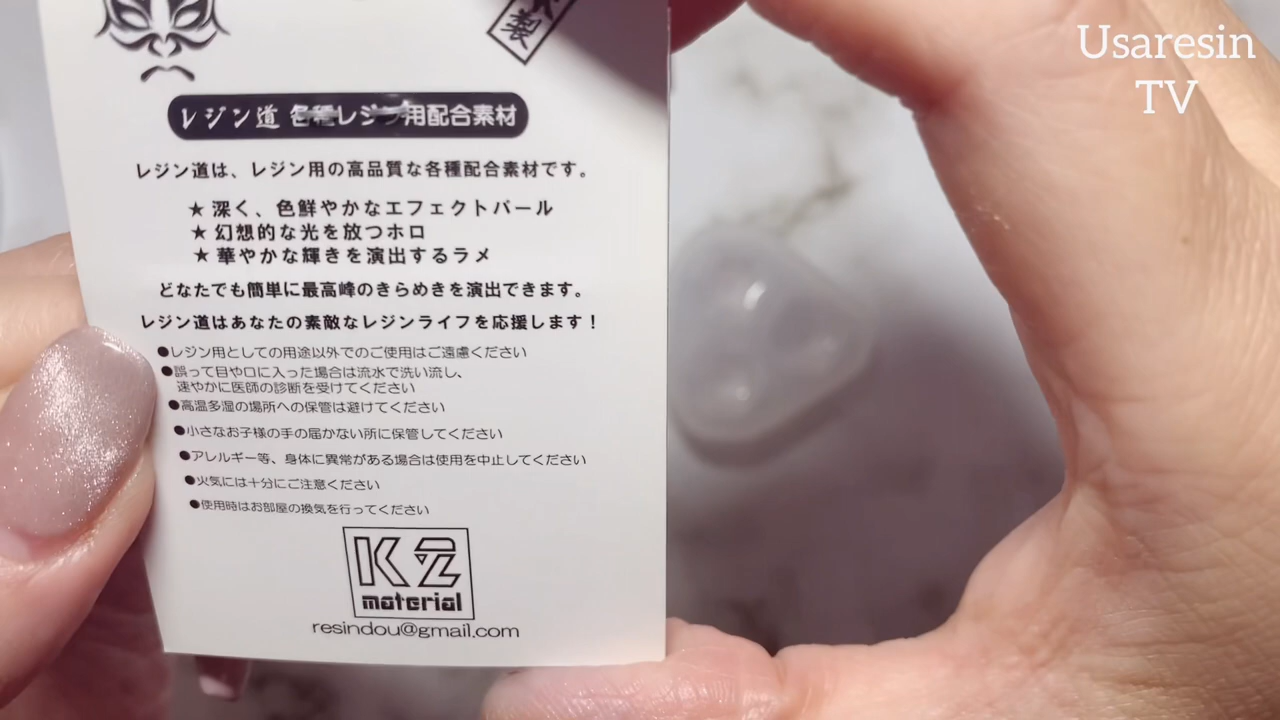 Usaresin
TV
製
レジン道 各種レジン用配合素材
レジン道は、レジン用の高品質な各種配合素材です。
★ 深く、色鮮やかなエフェクトパール
★ 幻想的な光を放つホロ
★ 華やかな輝きを演出するラメ
どなたでも簡単に最高峰のきらめきを演出できます。
レジン道はあなたの素敵なレジンライフを応援します！
●レジン用としての用途以外でのご使用はご遠慮ください
●誤って目や口に入った場合は流水で洗い流し、
速やかに医師の診断を受けてください
●高温多湿の場所への保管は避けてください
●小さなお子様の手の届かない所に保管してください
●アレルギー等、身体に異常がある場合は使用を中止してください
●火気には十分にご注意ください
●使用時はお部屋の換気を行ってください
K2
material
resindou@gmail.com